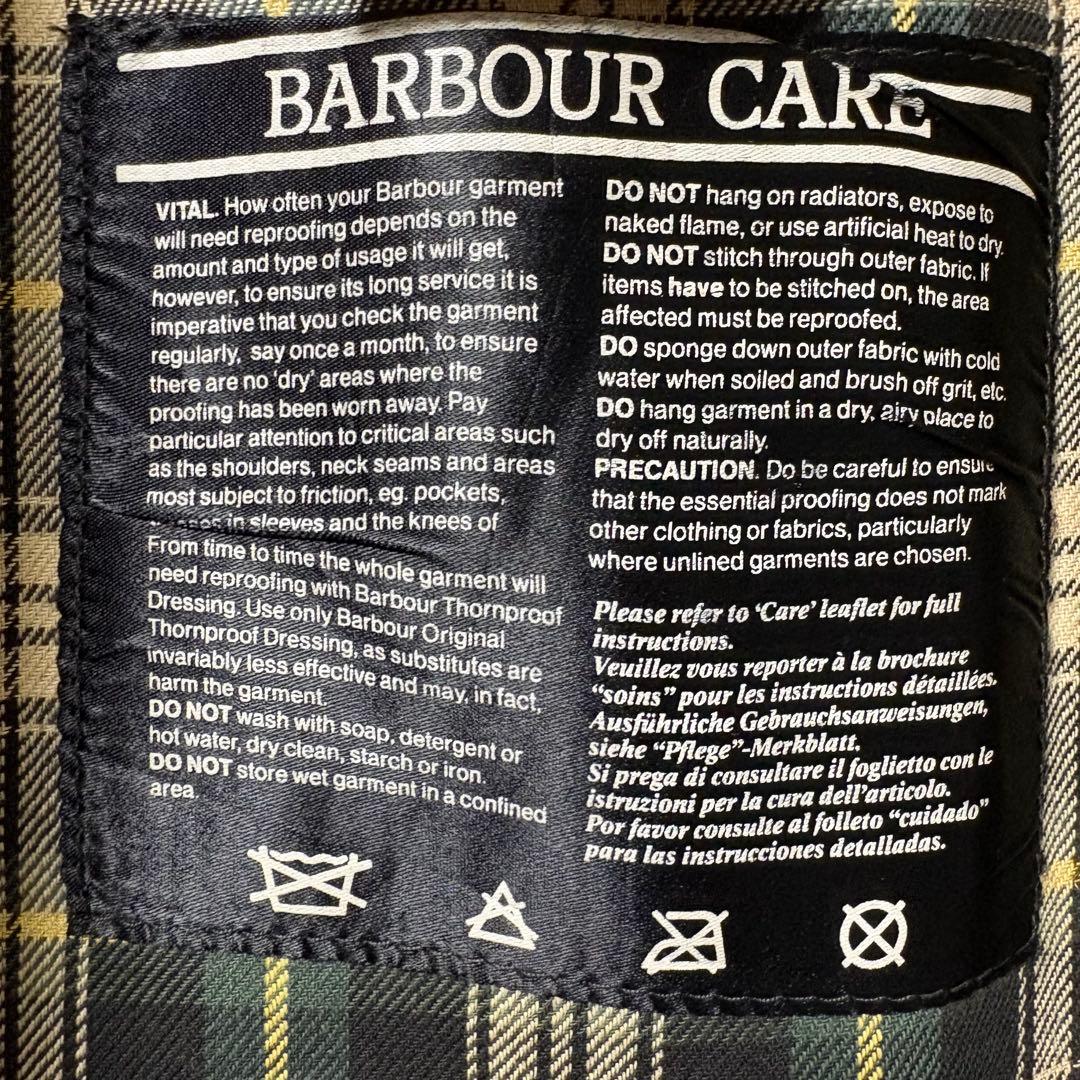 BARBOUR CARE
VITAL. How often your Barbour garment
will need reproofing depends on the
amount and type of usage it will get,
however, to ensure its long service it is
imperative that you check the garment
regularly, say once a month, to ensure
there are no 'dry' areas where the
proofing has been worn away. Pay
particular attention to critical areas such
as the shoulders, neck seams and areas
most subject to friction, eg. pockets,
in sleeves and the knees of
From time to time the whole garment will
need reproofing with Barbour Thornproof
Dressing. Use only Barbour Original
Thornproof Dressing, as substitutes are
invariably less effective and may, in fact,
harm the garment.
DO NOT wash with soap, detergent or
hot water, dry clean, starch or iron.
DO NOT store wet garment in a confined
area.
DO NOT hang on radiators, expose to
naked flame, or use artificial heat to dry.
DO NOT stitch through outer fabric. If
items have to be stitched on, the area
affected must be reproofed.
DO sponge down outer fabric with cold
water when soiled and brush off grit, etc.
DO hang garment in a dry, airy place to
dry off naturally.
PRECAUTION. Do be careful to ensure
that the essential proofing does not mark
other clothing or fabrics, particularly
where unlined garments are chosen.
Please refer to 'Care' leaflet for full
instructions.
Veuillez vous reporter à la brochure
"soins" pour les instructions détaillées.
Ausführliche Gebrauchsanweisungen,
siehe "Pflege"-Merkblatt.
Si prega di consultare il foglietto con le
istruzioni per la cura dell'articolo.
Por favor consulte al folleto "cuidado"
para las instrucciones detalladas.